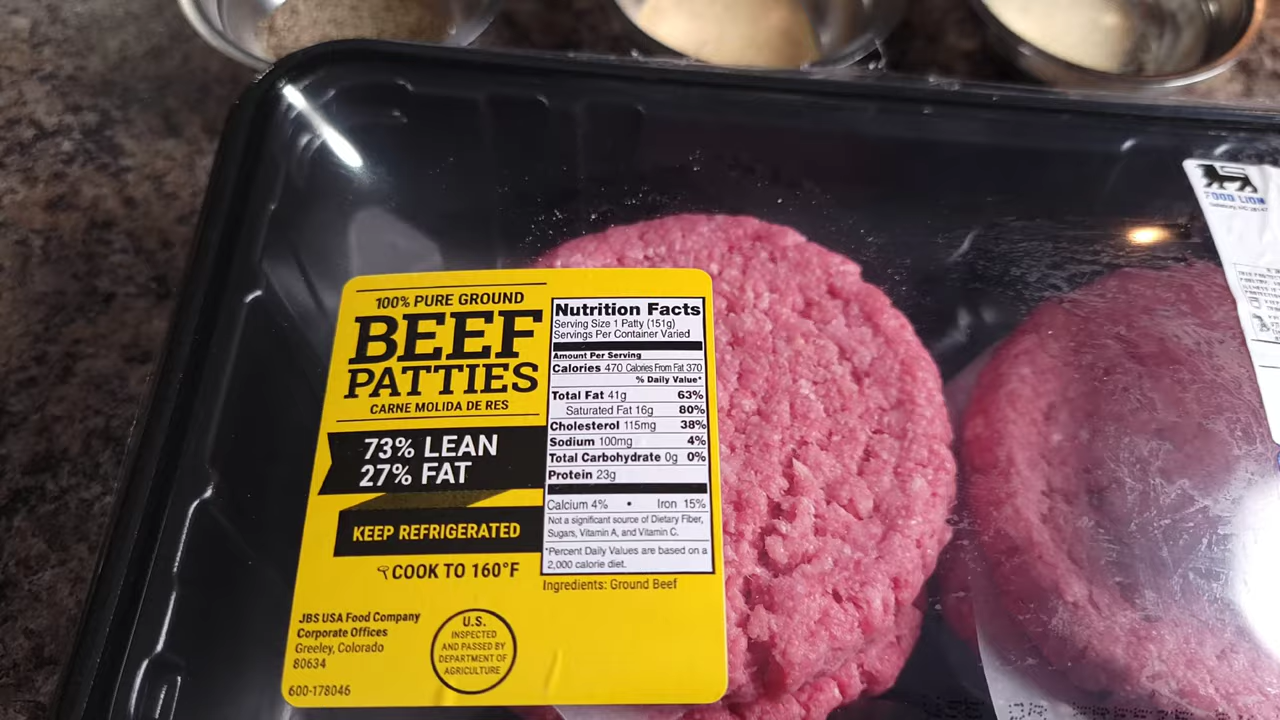 100% PURE GROUND
BEEF
PATTIES
CARNE MOLIDA DE RES
73% LEAN
27% FAT
KEEP REFRIGERATED
COOK TO 160°F
JBS USA Food Company
Corporate Offices
Greeley, Colorado
80634
U.S.
INSPECTED
AND PASSED BY
DEPARTMENT OF
AGRICULTURE
600-178046
Nutrition Facts
Serving Size 1 Patty (151g)
Servings Per Container Varied
Amount Per Serving
Calories 470 Calories From Fat 370
% Daily Value*
Total Fat 41g 63%
Saturated Fat 16g 80%
Cholesterol 115mg 38%
Sodium 100mg 4%
Total Carbohydrate 0g 0%
Protein 23g
Calcium 4% • Iron 15%
Not a significant source of Dietary Fiber,
Sugars, Vitamin A, and Vitamin C.
*Percent Daily Values are based on a
2,000 calorie diet.
Ingredients: Ground Beef
FOOD LION